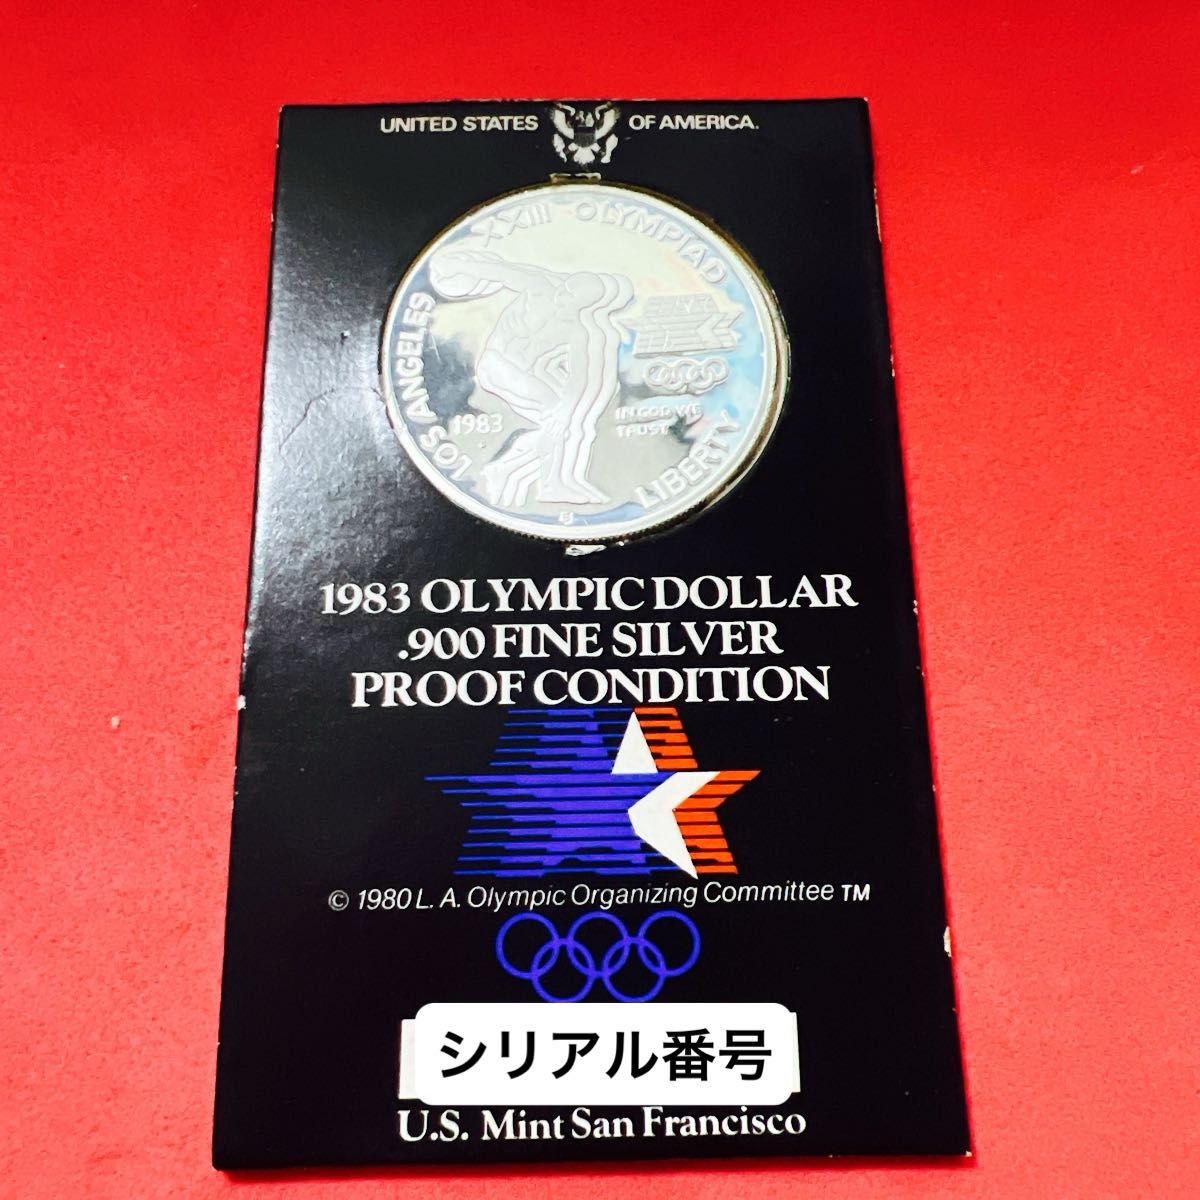 UNITED STATES OF AMERICA.
XXIII OLYMPIAD
LOS ANGELES
1983
IN GOD WE
TRUST
LIBERTY
EJ
1983 OLYMPIC DOLLAR
.900 FINE SILVER
PROOF CONDITION
© 1980 L. A. Olympic Organizing Committee TM
シリアル番号
U.S. Mint San Francisco